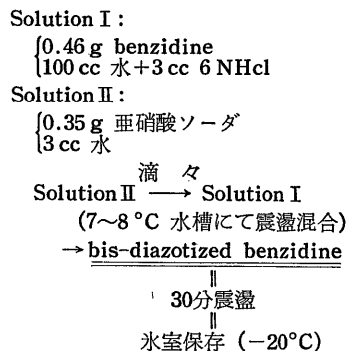 Solution I:
0.46 g benzidine
100 cc 水+3 cc 6 NHcl
Solution II:
0.35 g 亜硝酸ソーダ
3 cc 水
滴 々
Solution II → Solution I
(7~8°C 水槽にて震盪混合)
→bis-diazotized benzidine
30分震盪
氷室保存 (-20°C)